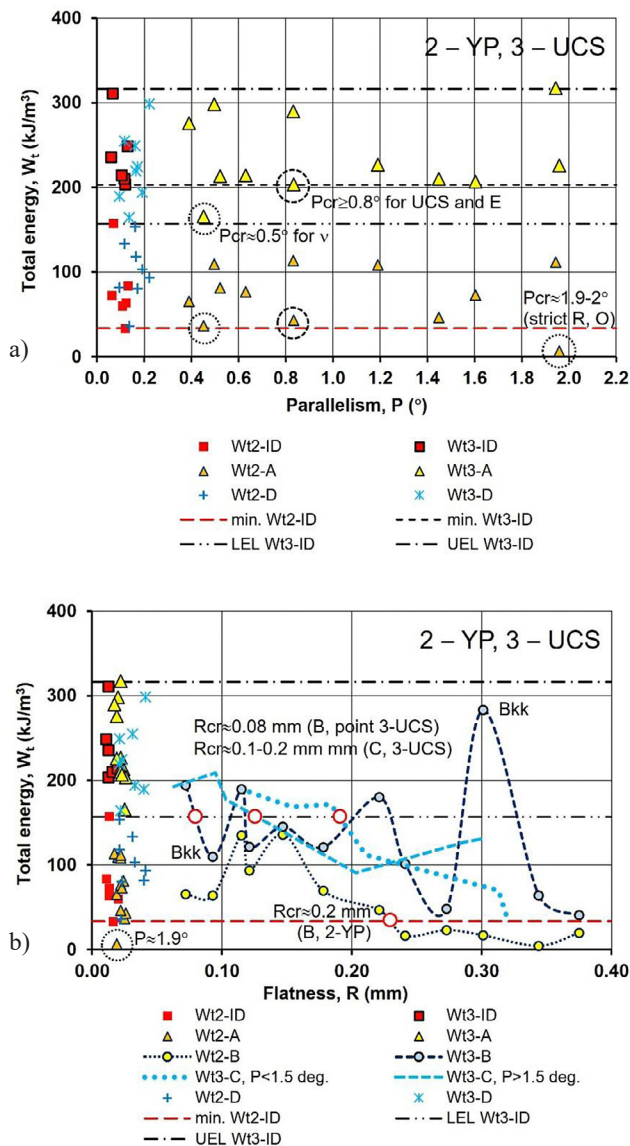 a)
Total energy, Wt (kJ/m³)
400
300
200
100
0
2 – YP, 3 – UCS
Pcr≥0.8° for UCS and E
Pcr≈0.5° for ν
Pcr≈1.9-2°
(strict R, O)
0.0 0.2 0.4 0.6 0.8 1.0 1.2 1.4 1.6 1.8 2.0 2.2
Parallelism, P (°)
Wt2-ID Wt3-ID
Wt2-A Wt3-A
Wt2-D Wt3-D
min. Wt2-ID min. Wt3-ID
LEL Wt3-ID UEL Wt3-ID
b)
Total energy, Wt (kJ/m³)
400
300
200
100
0
2 – YP, 3 – UCS
Bkk
Rcr≈0.08 mm (B, point 3-UCS)
Rcr≈0.1-0.2 mm mm (C, 3-UCS)
Bkk
Rcr≈0.2 mm
(B, 2-YP)
P≈1.9°
0.00 0.10 0.20 0.30 0.40
Flatness, R (mm)
Wt2-ID Wt3-ID
Wt2-A Wt3-A
Wt2-B Wt3-B
Wt3-C, P<1.5 deg. Wt3-C, P>1.5 deg.
Wt2-D Wt3-D
min. Wt2-ID LEL Wt3-ID
UEL Wt3-ID